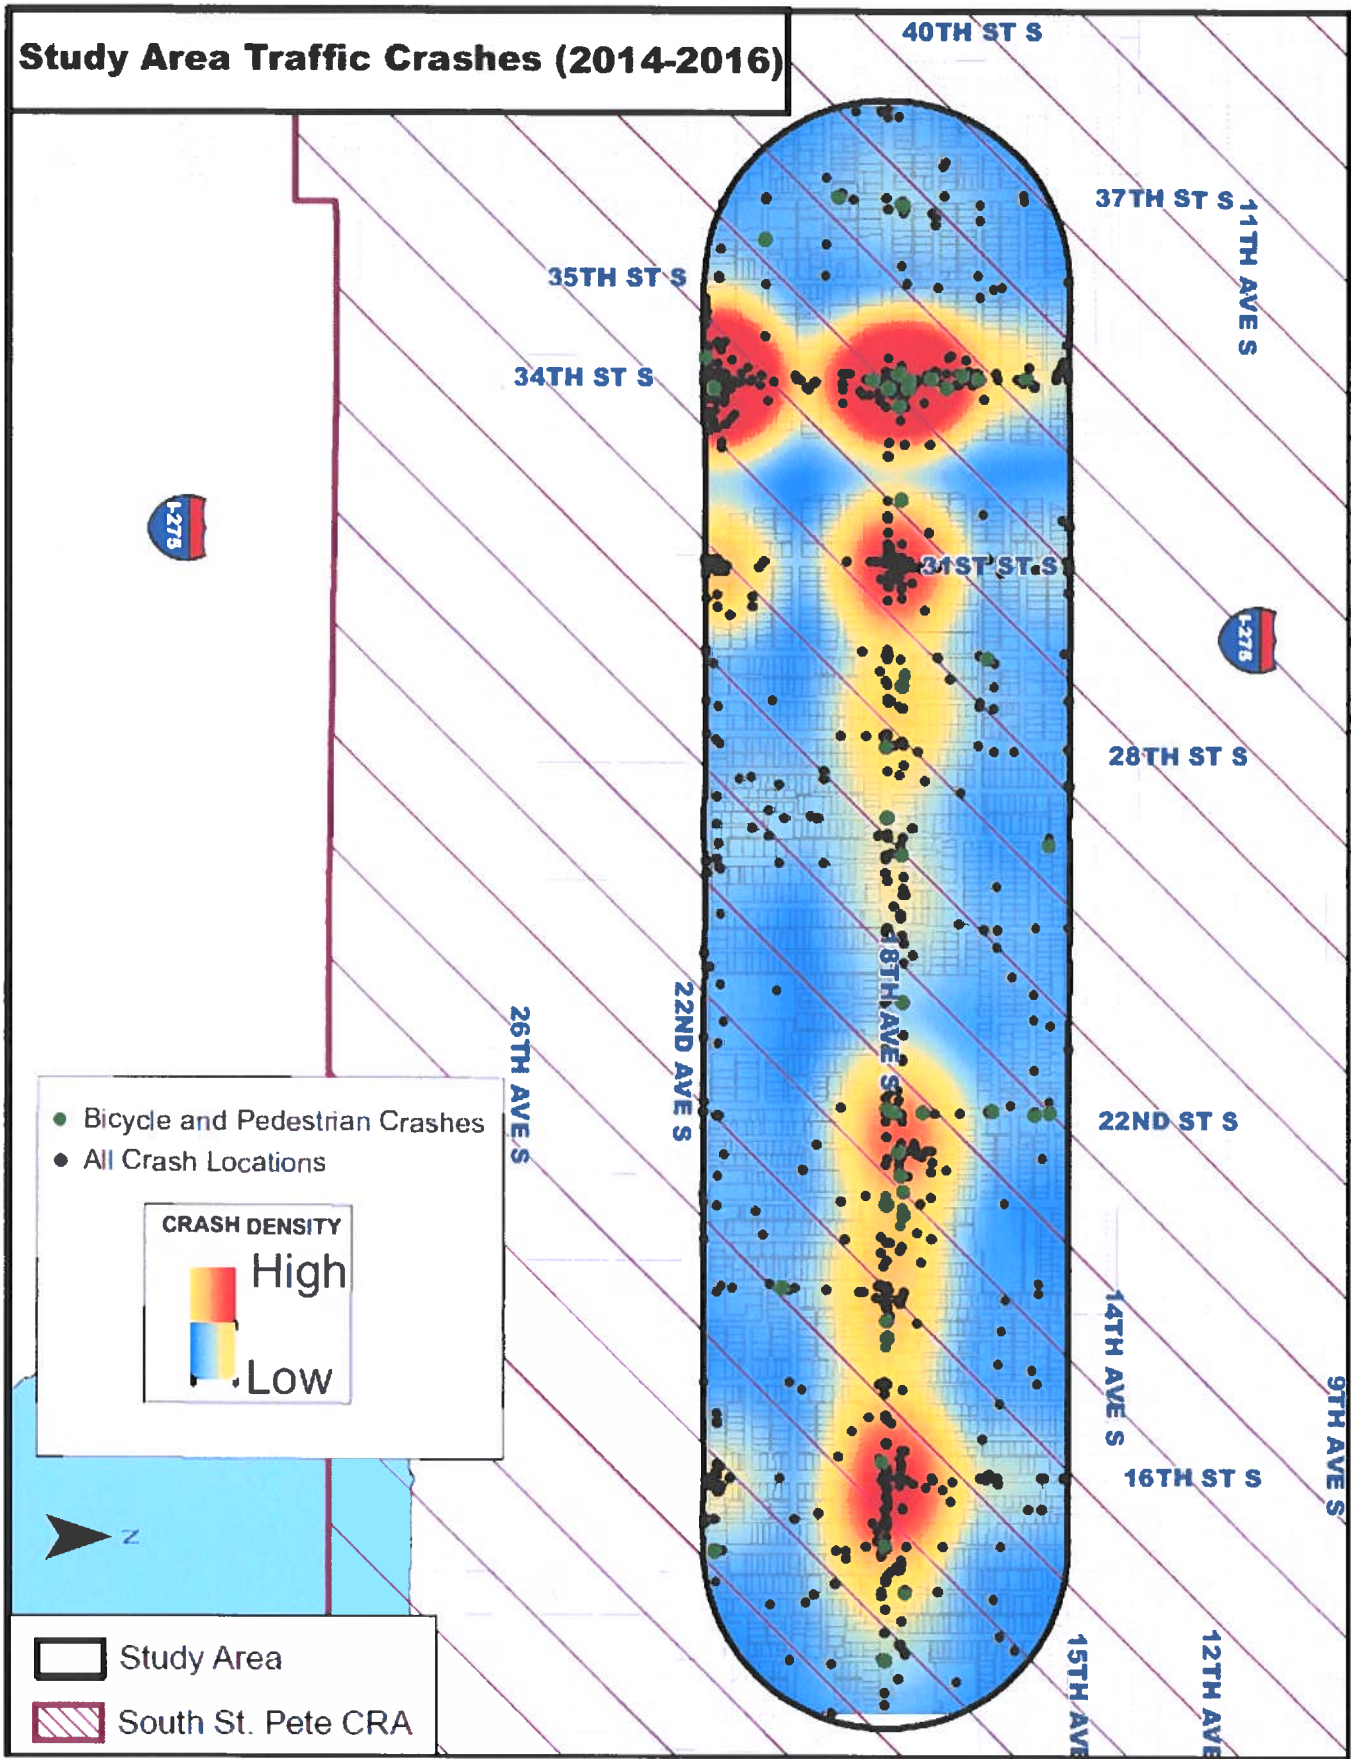 Study Area Traffic Crashes (2014-2016)
40TH ST S
37TH ST S
11TH AVE S
35TH ST S
34TH ST S
I-275
31ST ST S
I-275
28TH ST S
18TH AVE S
22ND AVE S
26TH AVE S
22ND ST S
Bicycle and Pedestrian Crashes
All Crash Locations
CRASH DENSITY
High
Low
14TH AVE S
9TH AVE S
16TH ST S
N
15TH AVE
12TH AVE
Study Area
South St. Pete CRA